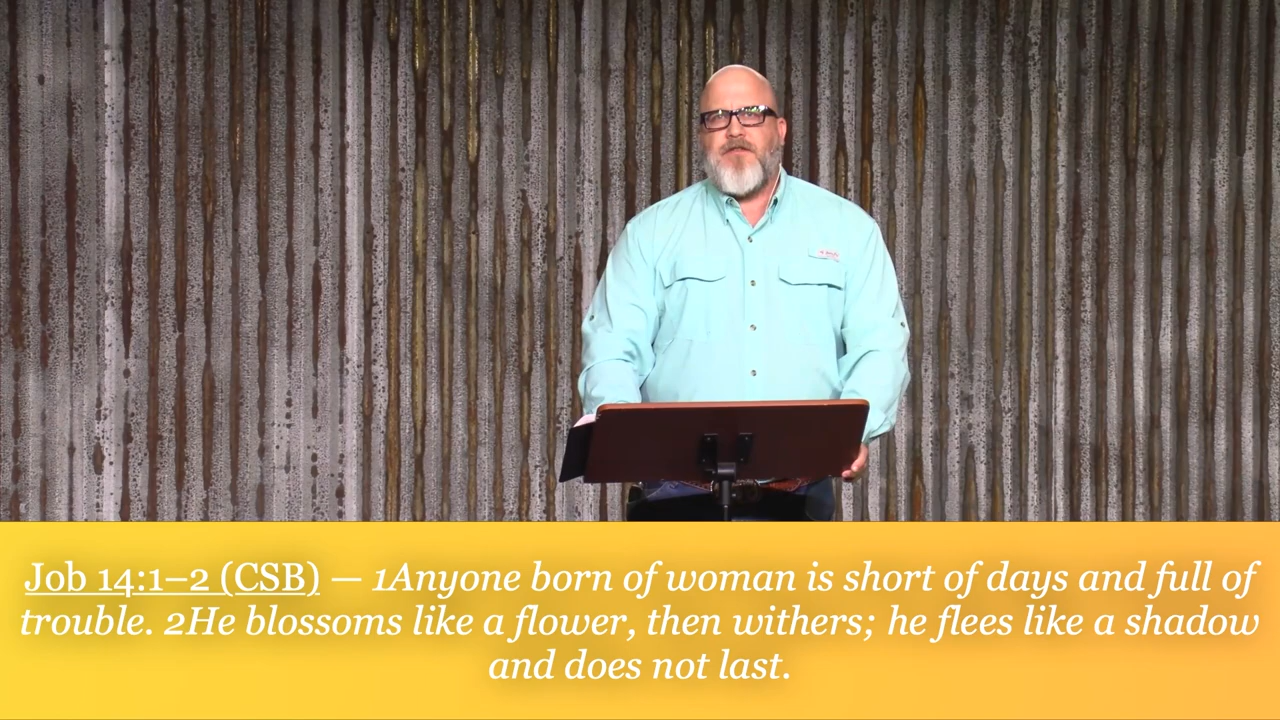 Job 14:1–2 (CSB) — 1Anyone born of woman is short of days and full of
trouble. 2He blossoms like a flower, then withers; he flees like a shadow
and does not last.